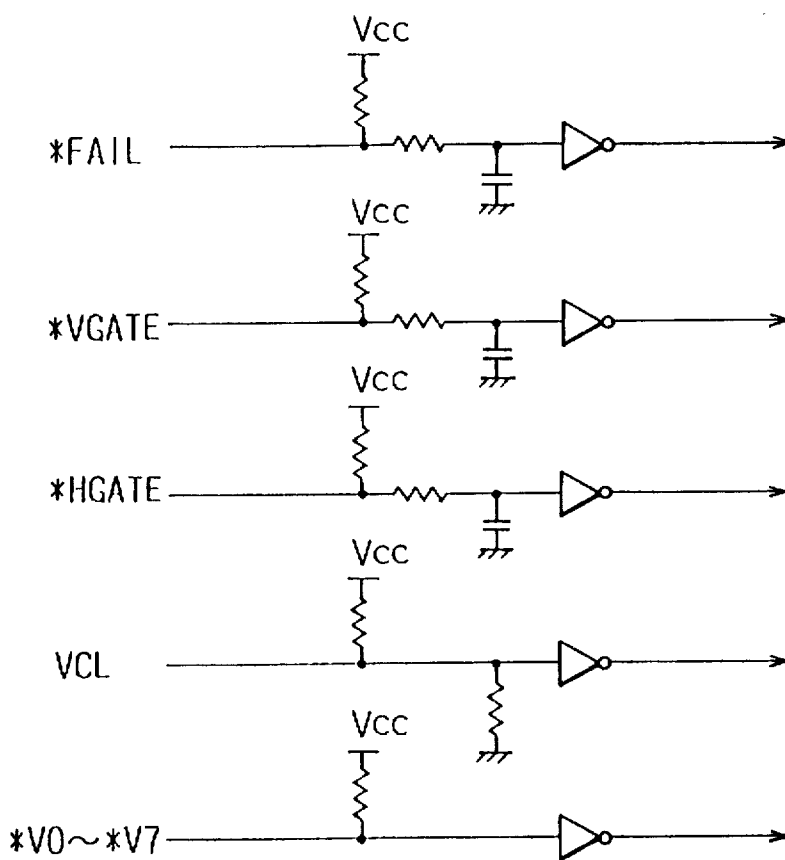 Vcc
*FAIL
Vcc
*VGATE
Vcc
*HGATE
Vcc
VCL
Vcc
*V0～*V7